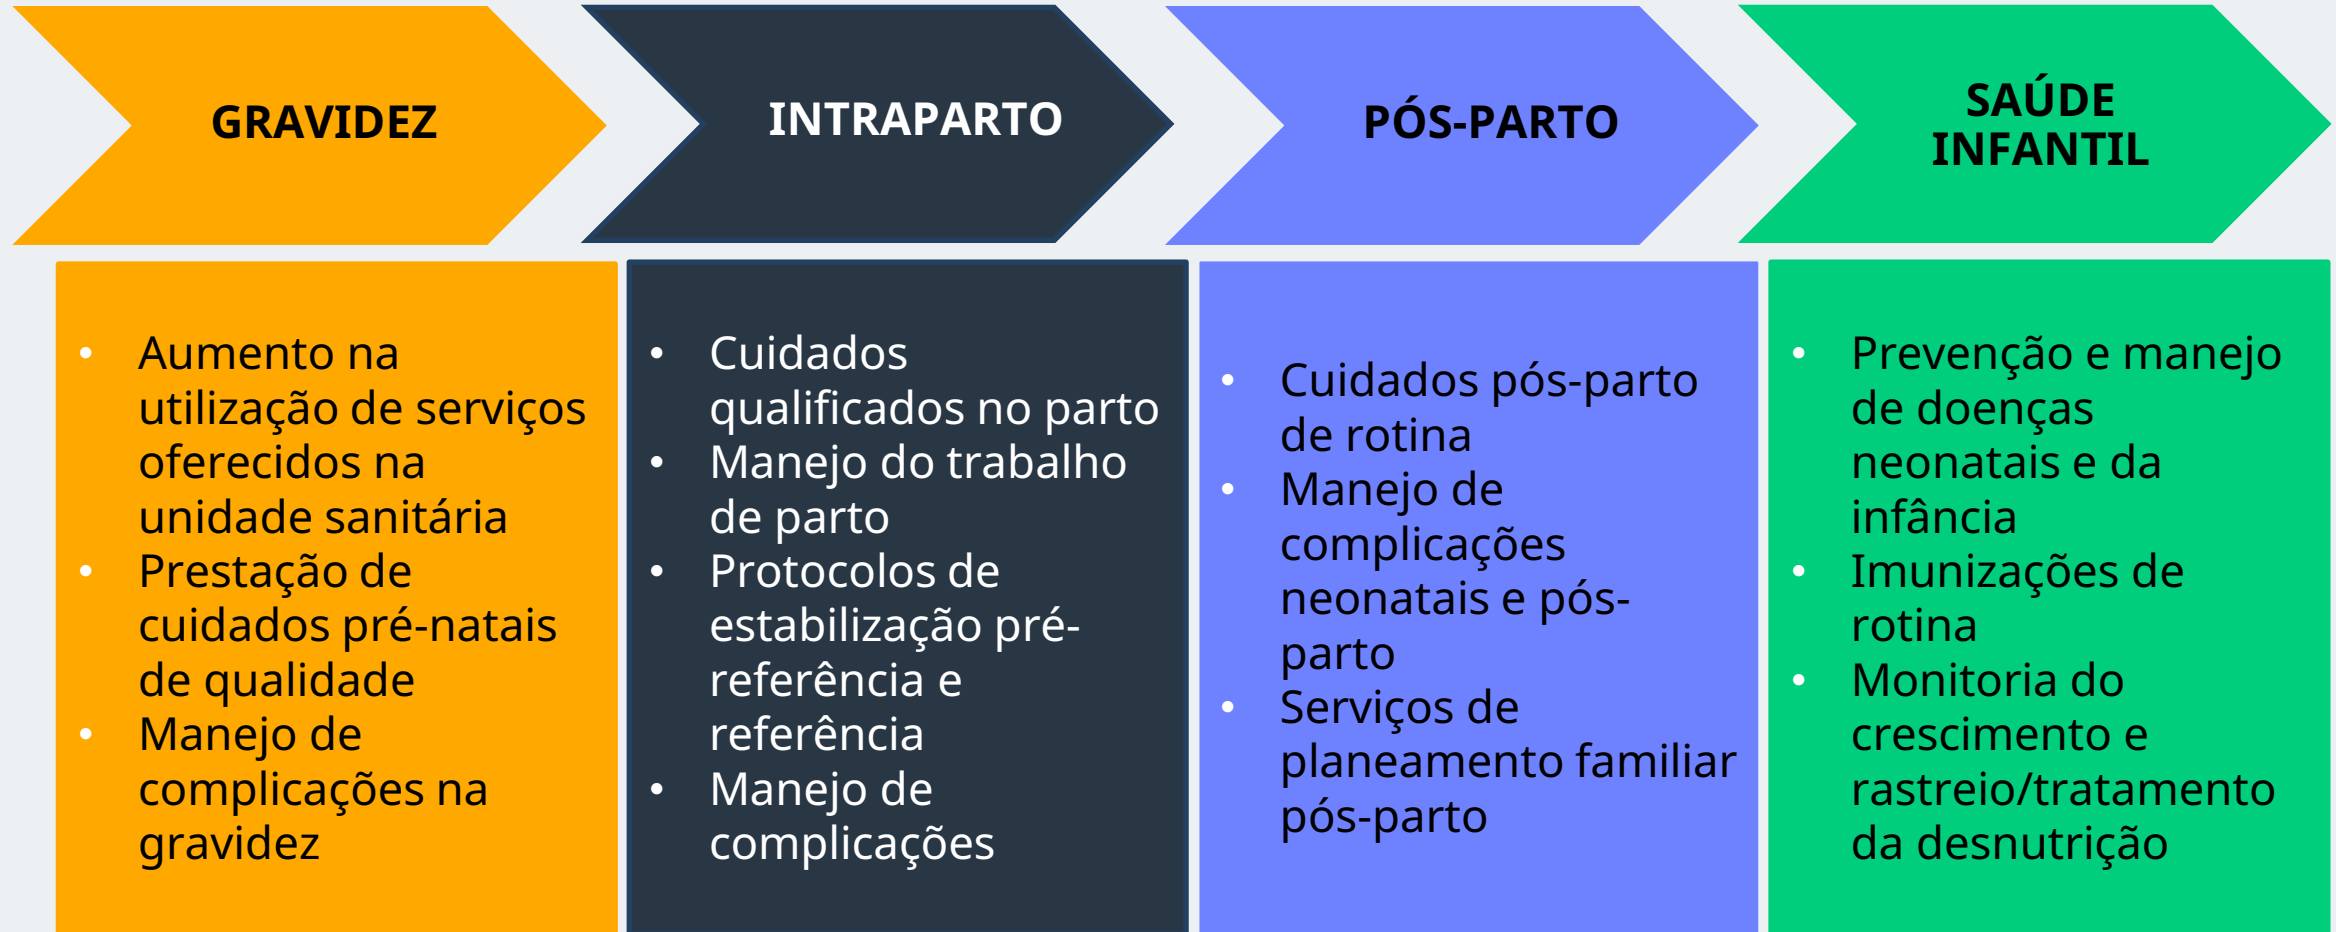 GRAVIDEZ
INTRAPARTO
PÓS-PARTO
SAÚDE
INFANTIL
• Aumento na
utilização de serviços
oferecidos na
unidade sanitária
• Prestação de
cuidados pré-natais
de qualidade
• Manejo de
complicações na
gravidez
• Cuidados
qualificados no parto
• Manejo do trabalho
de parto
• Protocolos de
estabilização pré-
referência e
referência
• Manejo de
complicações
• Cuidados pós-parto
de rotina
• Manejo de
complicações
neonatais e pós-
parto
• Serviços de
planeamento familiar
pós-parto
• Prevenção e manejo
de doenças
neonatais e da
infância
• Imunizações de
rotina
• Monitoria do
crescimento e
rastreio/tratamento
da desnutrição